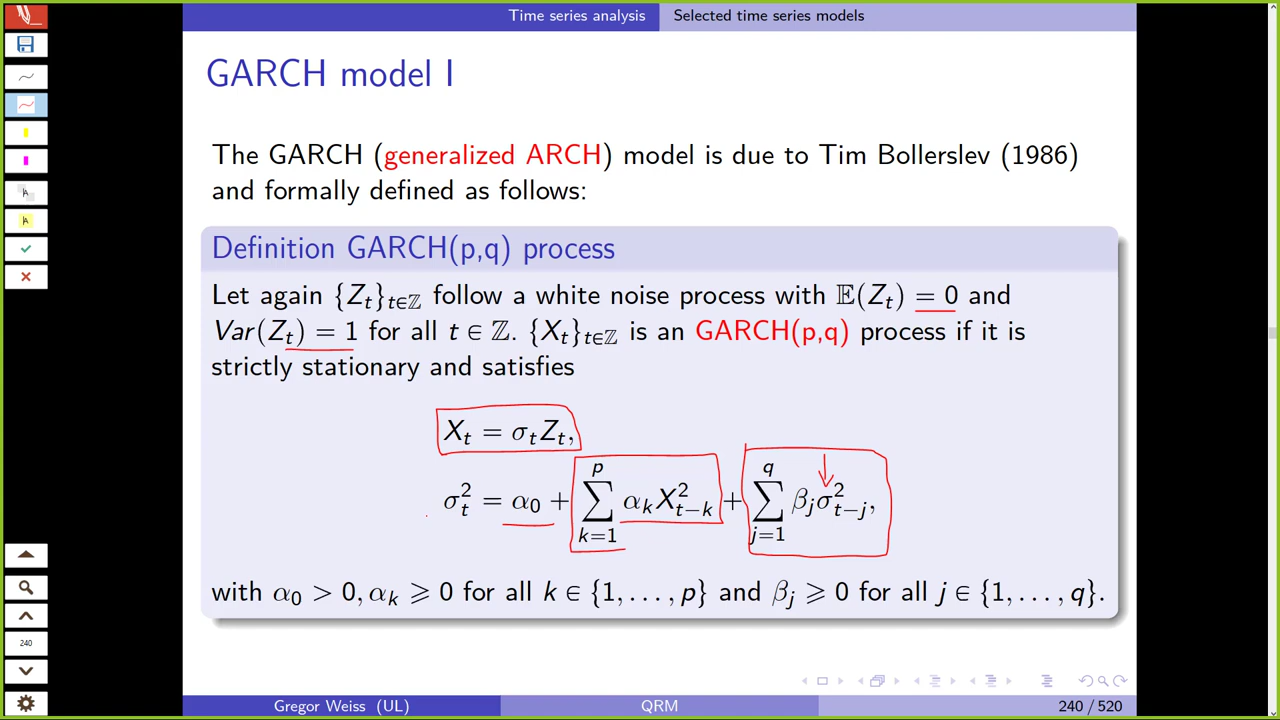 Time series analysis Selected time series models
GARCH model I
The GARCH (generalized ARCH) model is due to Tim Bollerslev (1986)
and formally defined as follows:
Definition GARCH(p,q) process
Let again {Z_t}_{t∈ℤ} follow a white noise process with 𝔼(Z_t) = 0 and
Var(Z_t) = 1 for all t ∈ ℤ. {X_t}_{t∈ℤ} is an GARCH(p,q) process if it is
strictly stationary and satisfies
X_t = σ_t Z_t,
σ_t^2 = α_0 + ∑_{k=1}^{p} α_k X_{t−k}^2 + ∑_{j=1}^{q} β_j σ_{t−j}^2,
with α_0 > 0, α_k ⩾ 0 for all k ∈ {1, . . . , p} and β_j ⩾ 0 for all j ∈ {1, . . . , q}.
240
Gregor Weiss (UL) QRM 240 / 520